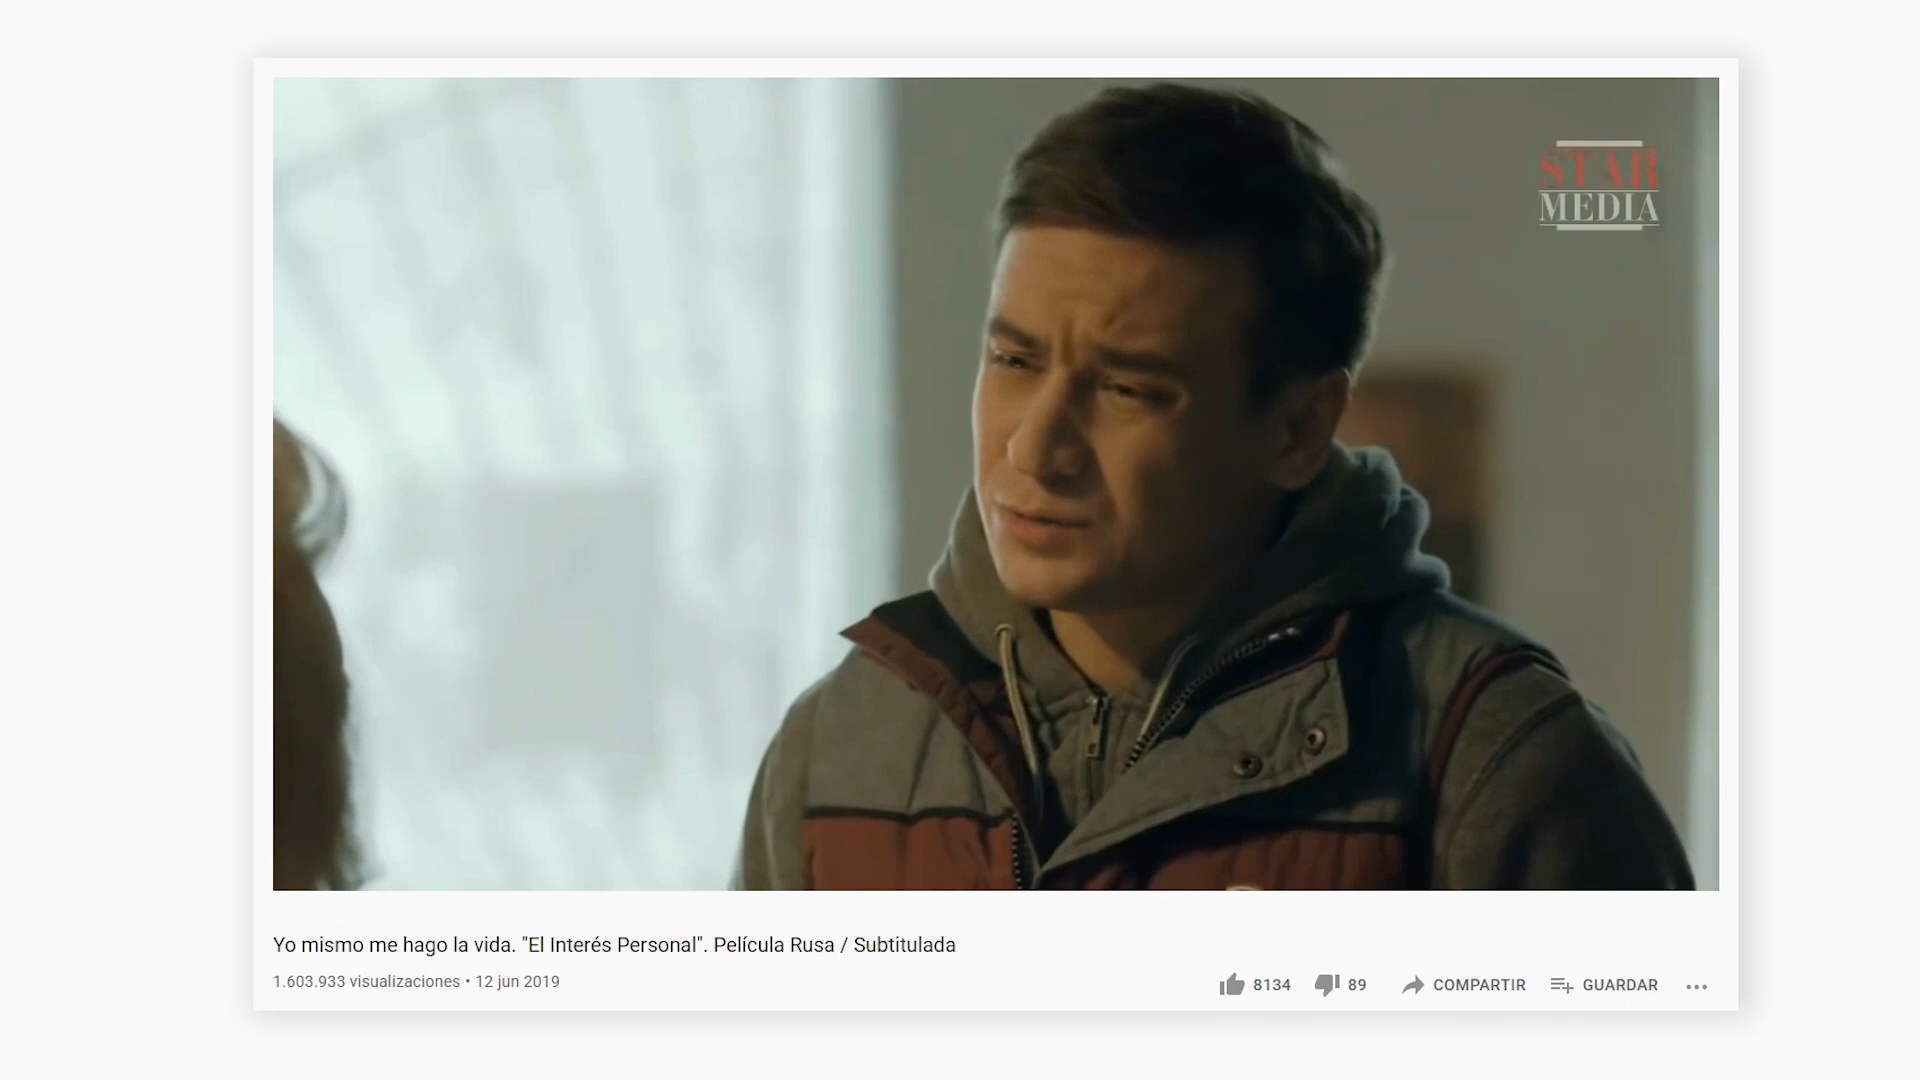 STAR
MEDIA
Yo mismo me hago la vida. "El Interés Personal". Película Rusa / Subtitulada
1.603.933 visualizaciones • 12 jun 2019
8134 89 COMPARTIR GUARDAR